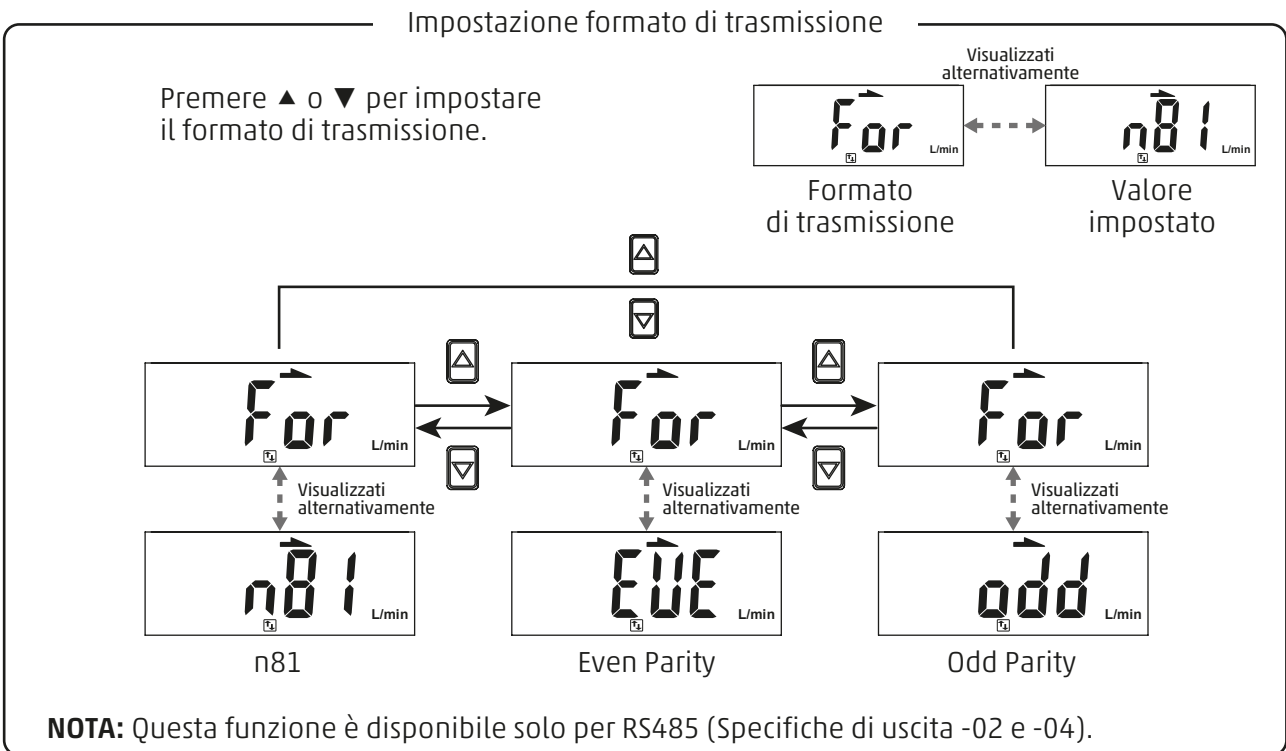 Impostazione formato di trasmissione
Premere ▲ o ▼ per impostare
il formato di trasmissione.
Visualizzati
alternativamente
For
L/min
n81
L/min
Formato
di trasmissione
Valore
impostato
For
L/min
For
L/min
For
L/min
Visualizzati
alternativamente
Visualizzati
alternativamente
Visualizzati
alternativamente
n81
L/min
EVE
L/min
odd
L/min
n81
Even Parity
Odd Parity
NOTA: Questa funzione è disponibile solo per RS485 (Specifiche di uscita -02 e -04).